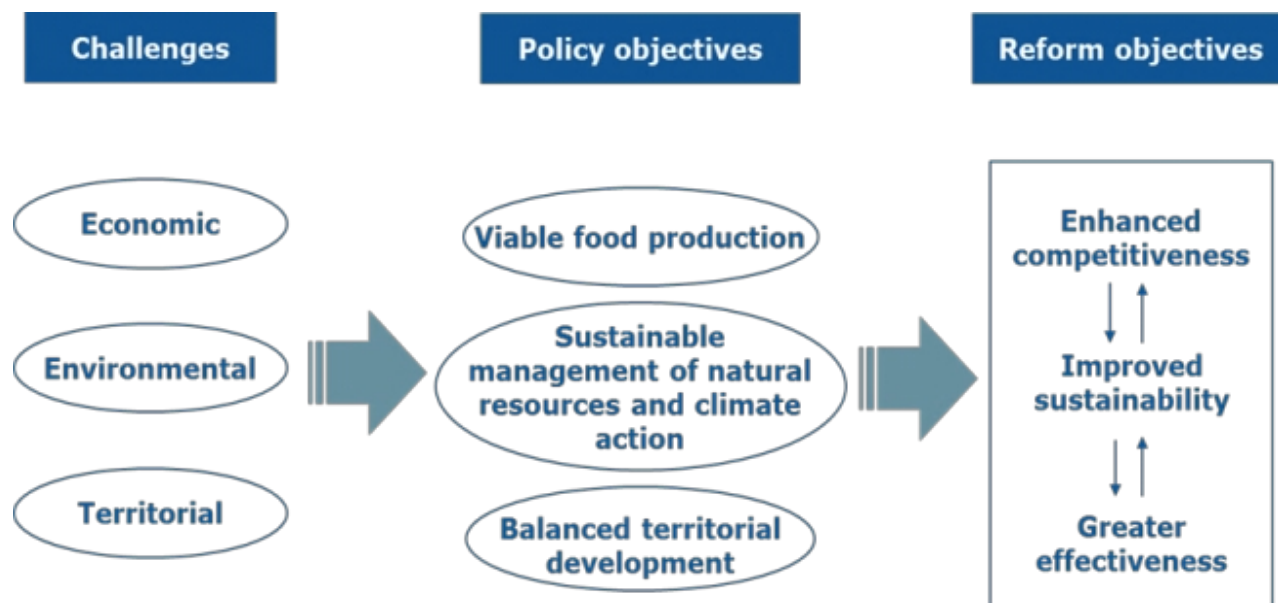 Challenges
Policy objectives
Reform objectives
Economic
Environmental
Territorial
Viable food production
Sustainable
management of natural
resources and climate
action
Balanced territorial
development
Enhanced
competitiveness
Improved
sustainability
Greater
effectiveness